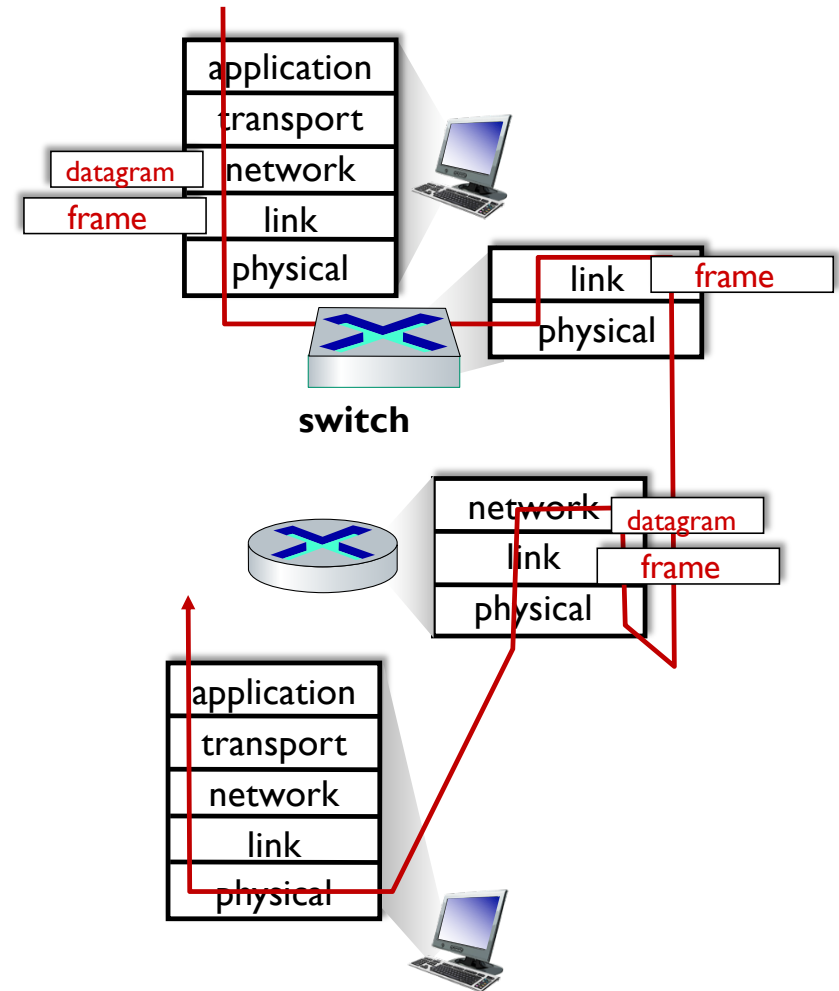 application
transport
datagram
network
frame
link
physical
link
frame
physical
switch
network
datagram
link
frame
physical
application
transport
network
link
physical